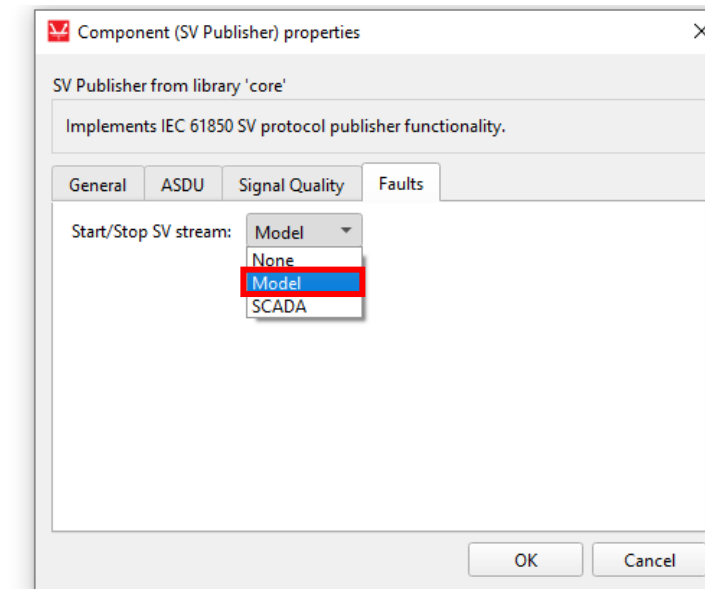 Component (SV Publisher) properties
SV Publisher from library 'core'
Implements IEC 61850 SV protocol publisher functionality.
General ASDU Signal Quality Faults
Start/Stop SV stream: Model
None
Model
SCADA
OK Cancel